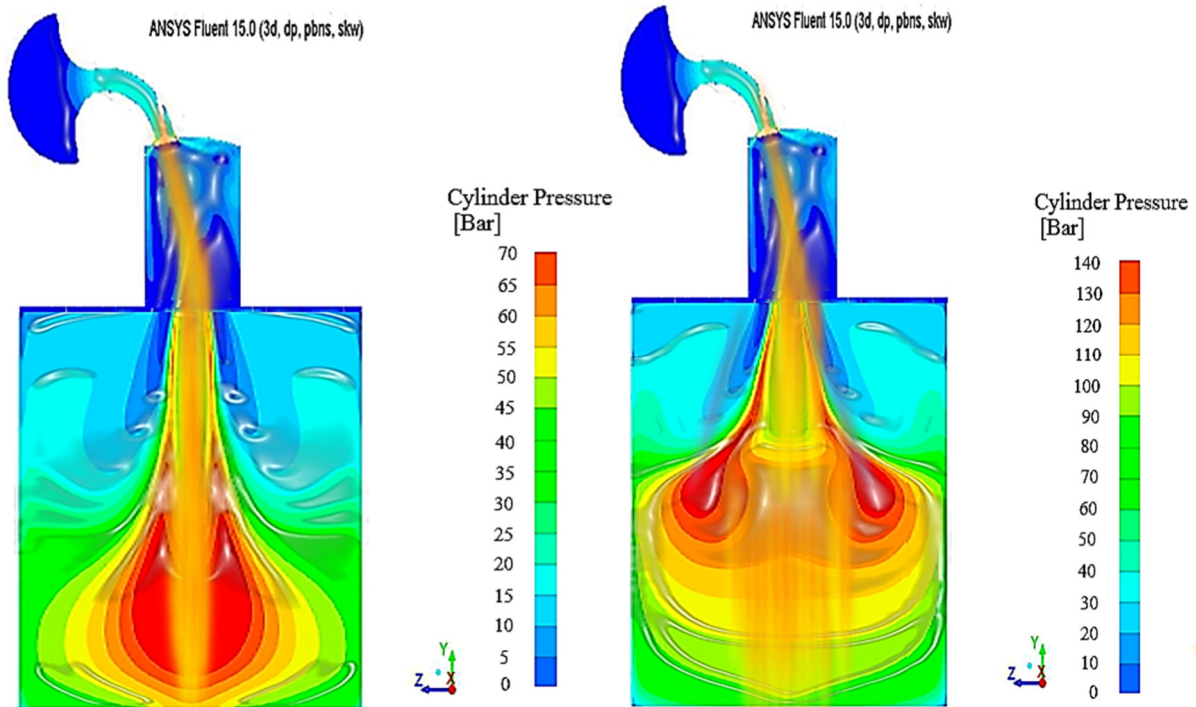 ANSYS Fluent 15.0 (3d, dp, pbns, skw)
Cylinder Pressure
[Bar]
70
65
60
55
50
45
40
35
30
25
20
15
10
5
0
Y
Z
X
ANSYS Fluent 15.0 (3d, dp, pbns, skw)
Cylinder Pressure
[Bar]
140
130
120
110
100
90
80
70
60
50
40
30
20
10
0
Y
Z
X